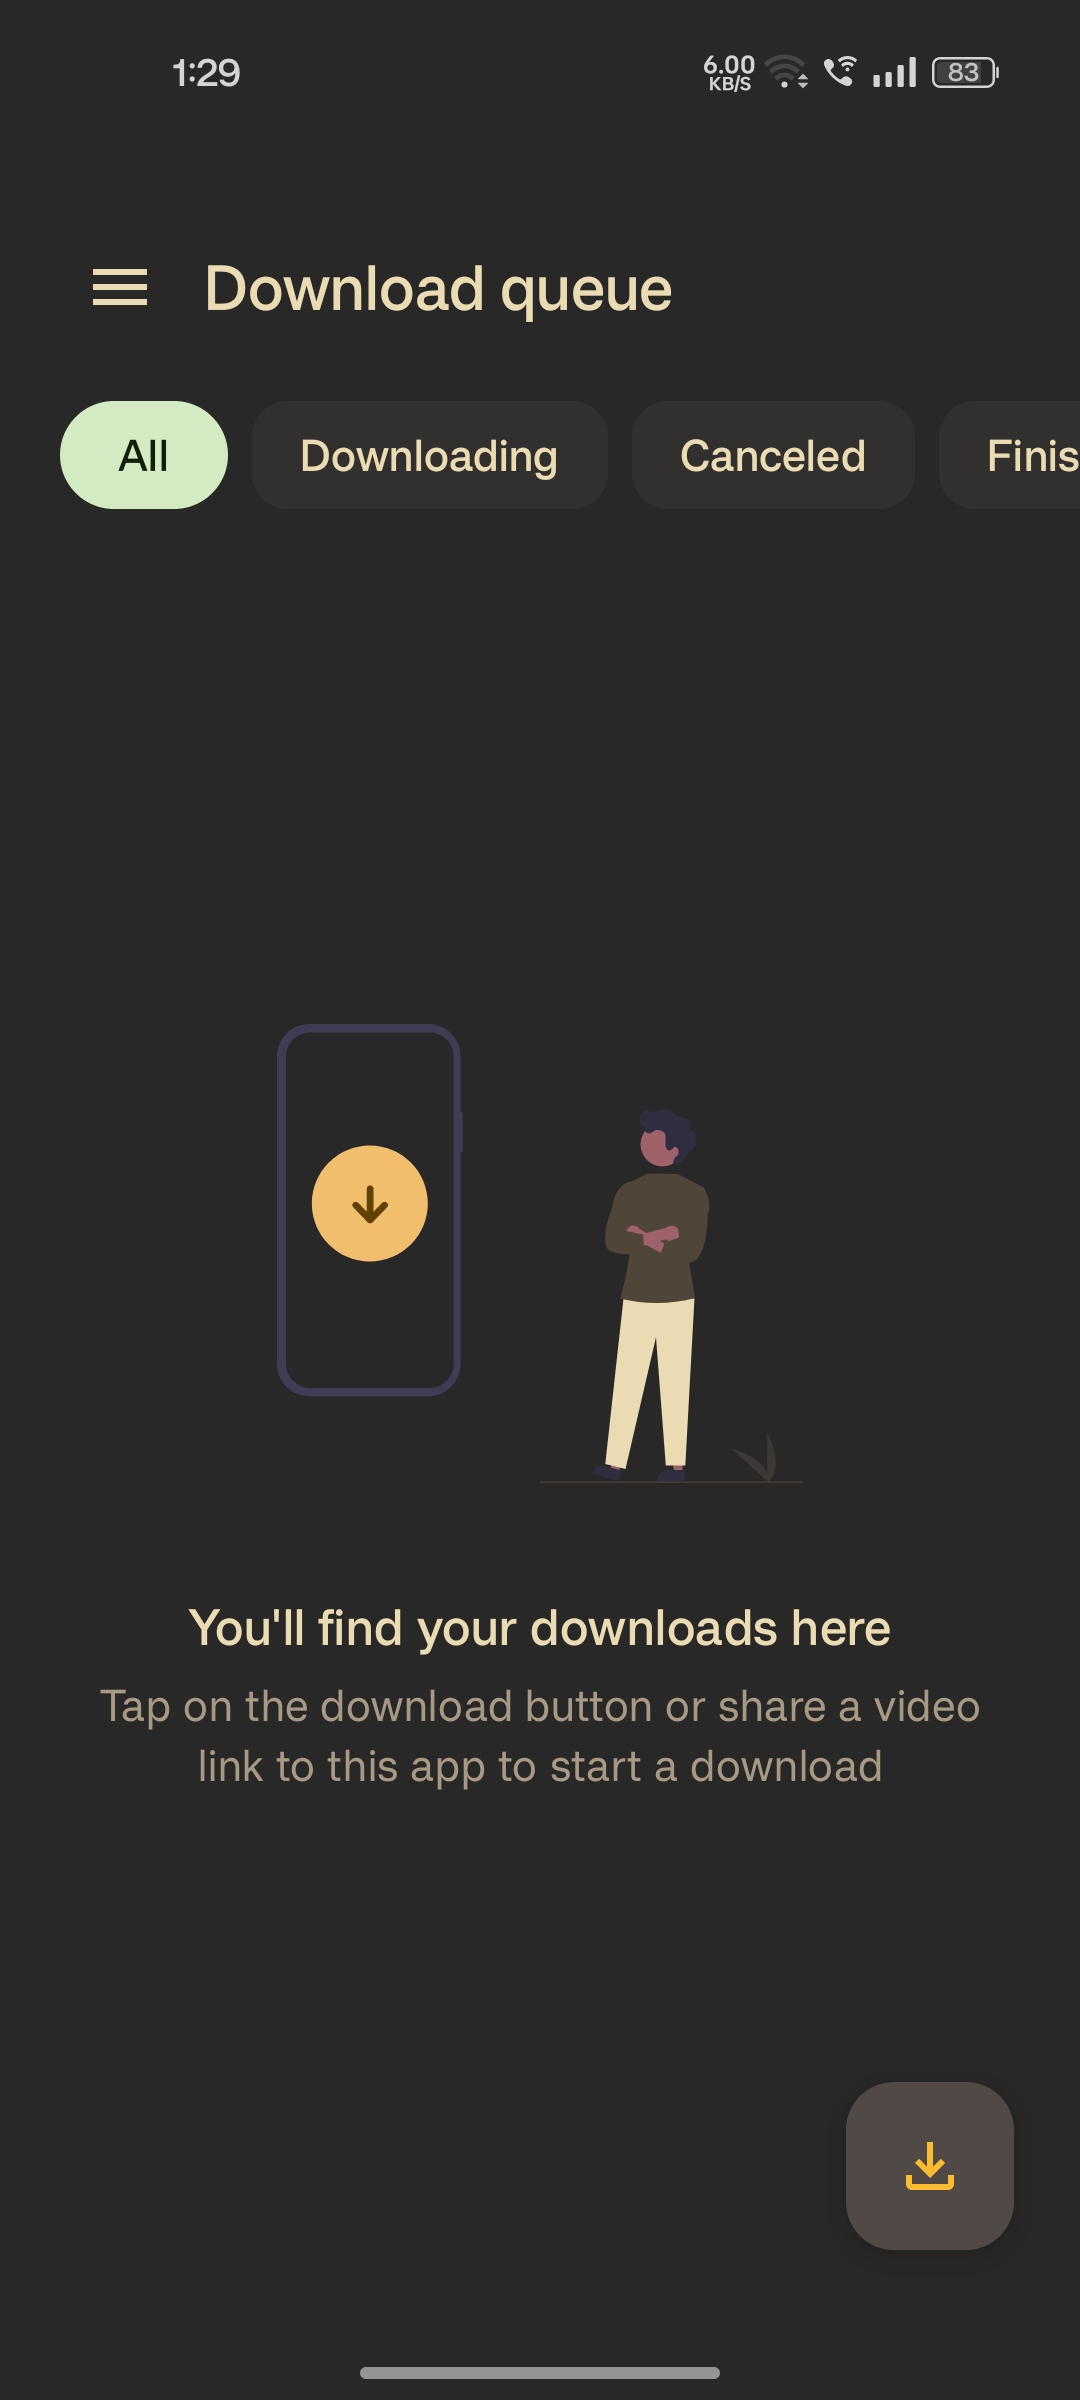 1:29
6.00
KB/S
83
Download queue
All
Downloading
Canceled
Finis
You'll find your downloads here
Tap on the download button or share a video
link to this app to start a download